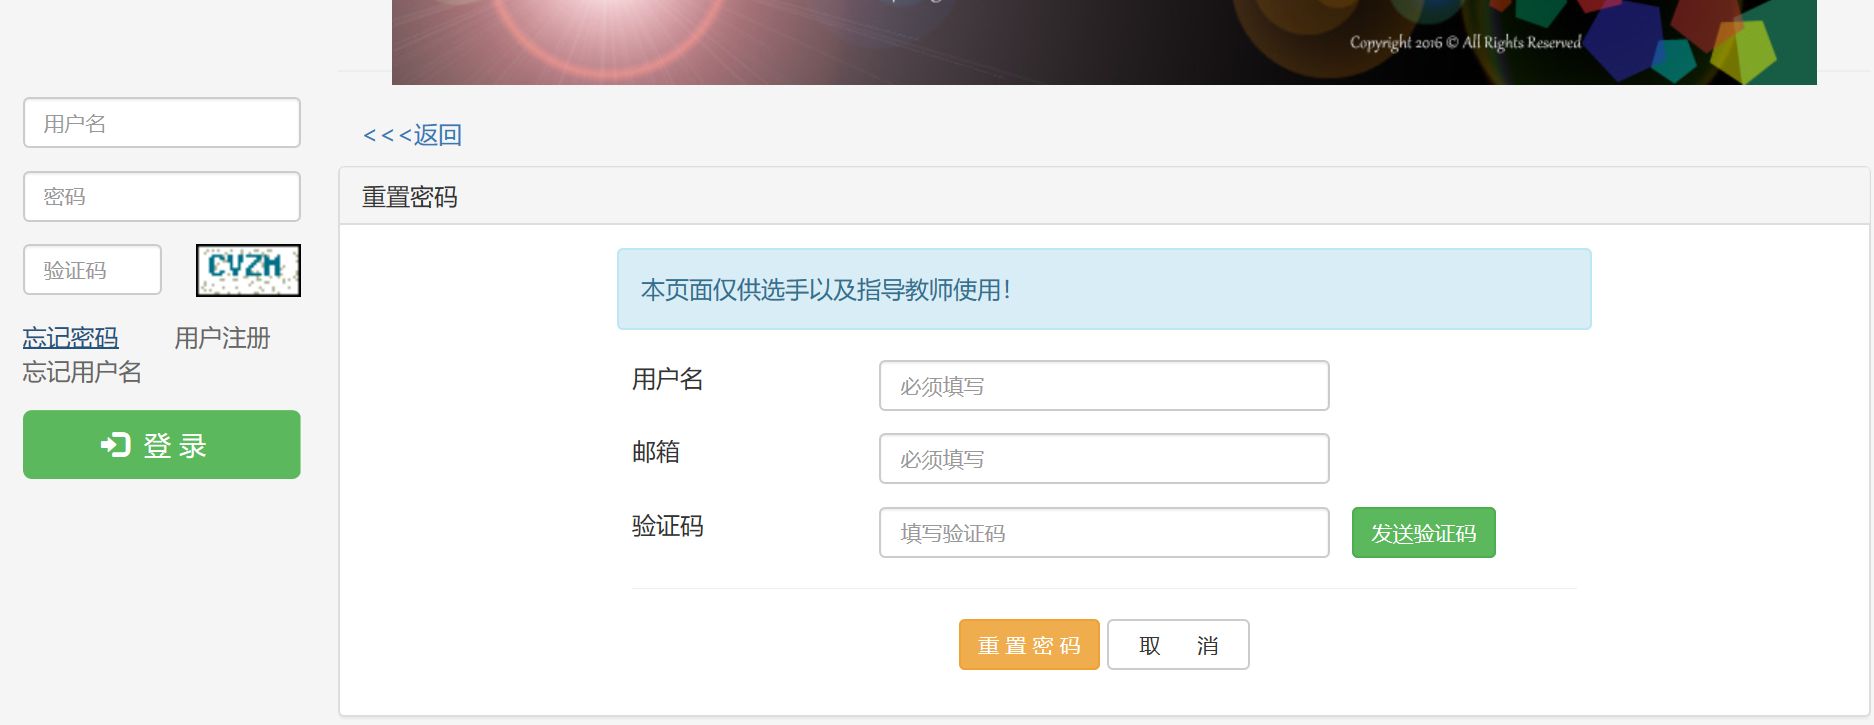 Copyright 2016 © All Rights Reserved
用户名
密码
验证码
CVZM
忘记密码
用户注册
忘记用户名
登 录
<<<返回
重置密码
本页面仅供选手以及指导教师使用！
用户名
必须填写
邮箱
必须填写
验证码
填写验证码
发送验证码
重 置 密 码
取 消